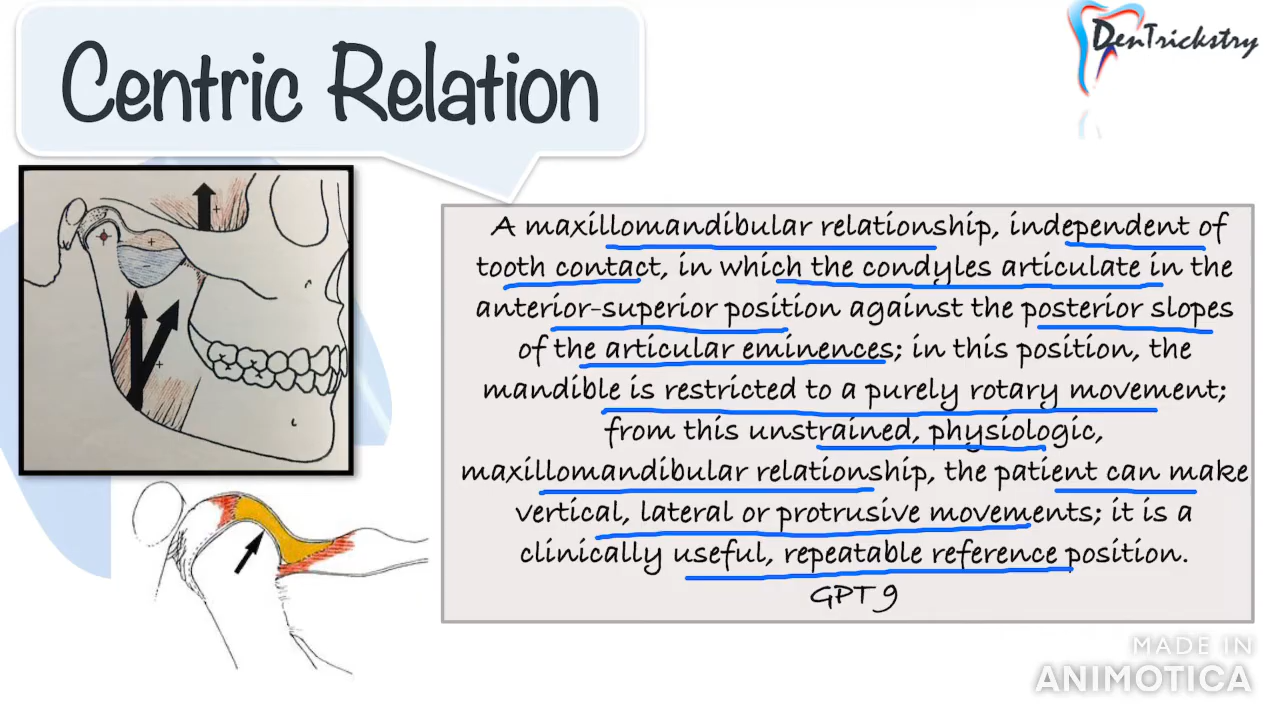 Centric Relation
DenTrickstry
A maxillomandibular relationship, independent of
tooth contact, in which the condyles articulate in the
anterior-superior position against the posterior slopes
of the articular eminences; in this position, the
mandible is restricted to a purely rotary movement;
from this unstrained, physiologic,
maxillomandibular relationship, the patient can make
vertical, lateral or protrusive movements; it is a
clinically useful, repeatable reference position.
GPT 9
MADE IN
ANIMOTICA